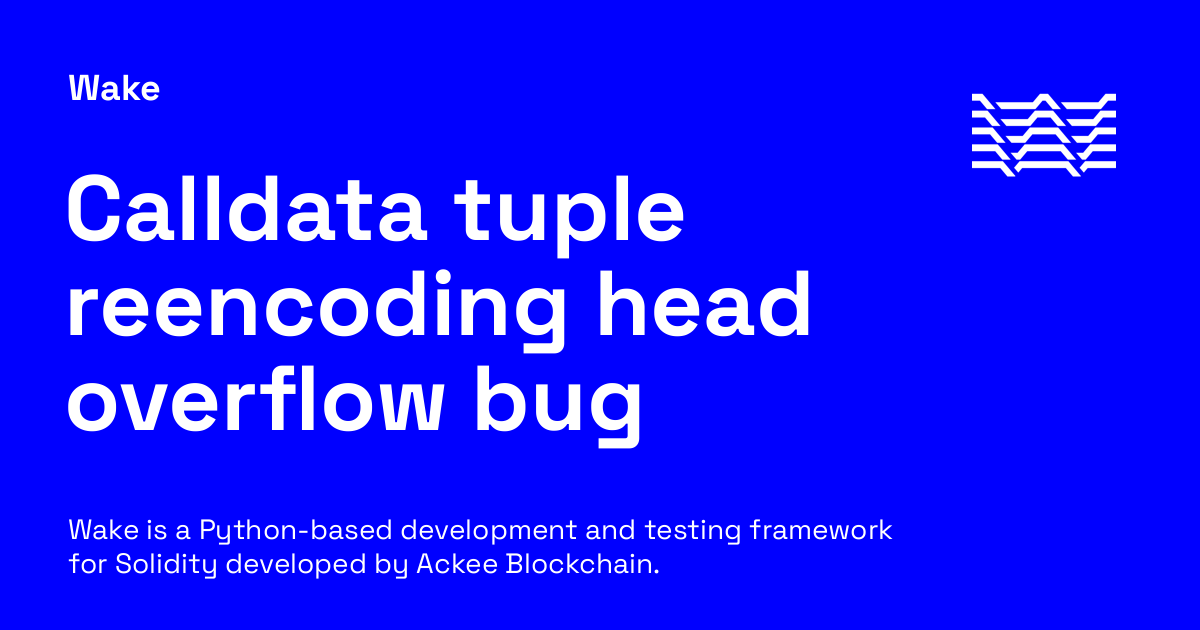 Wake
Calldata tuple
reencoding head
overflow bug
Wake is a Python-based development and testing framework
for Solidity developed by Ackee Blockchain.